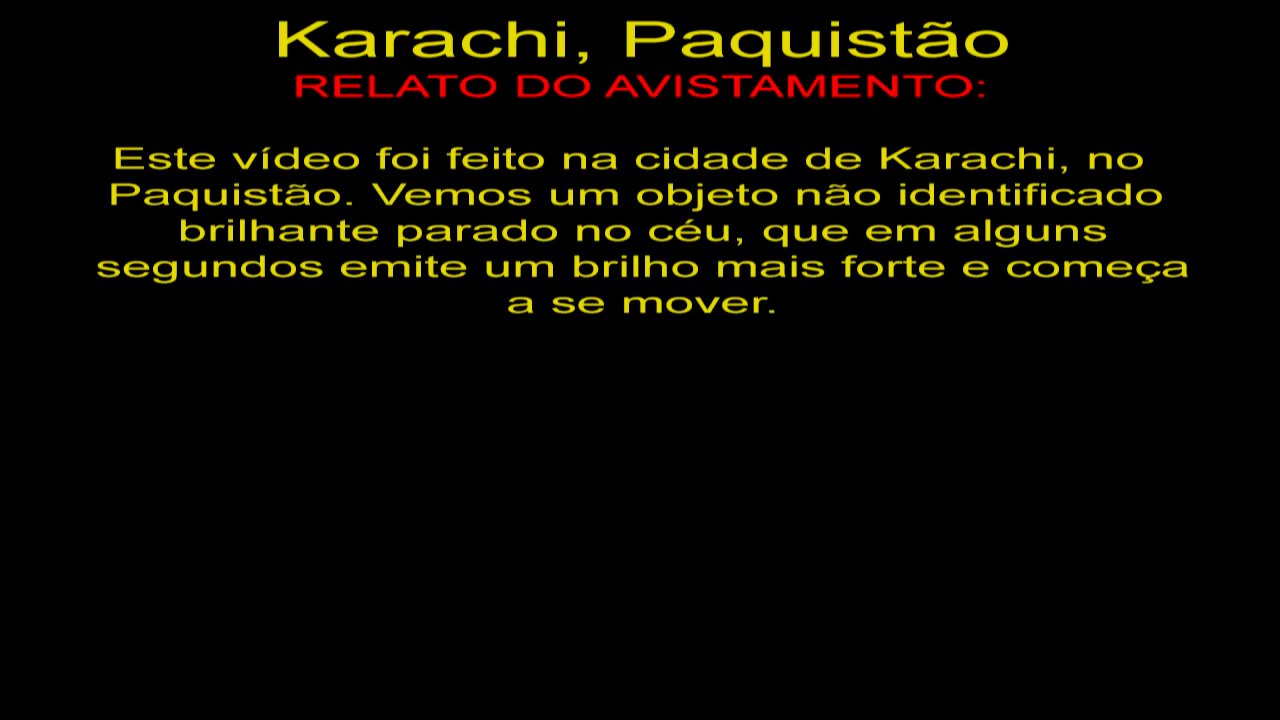 Karachi, Paquistão
RELATO DO AVISTAMENTO:
Este vídeo foi feito na cidade de Karachi, no
Paquistão. Vemos um objeto não identificado
brilhante parado no céu, que em alguns
segundos emite um brilho mais forte e começa
a se mover.